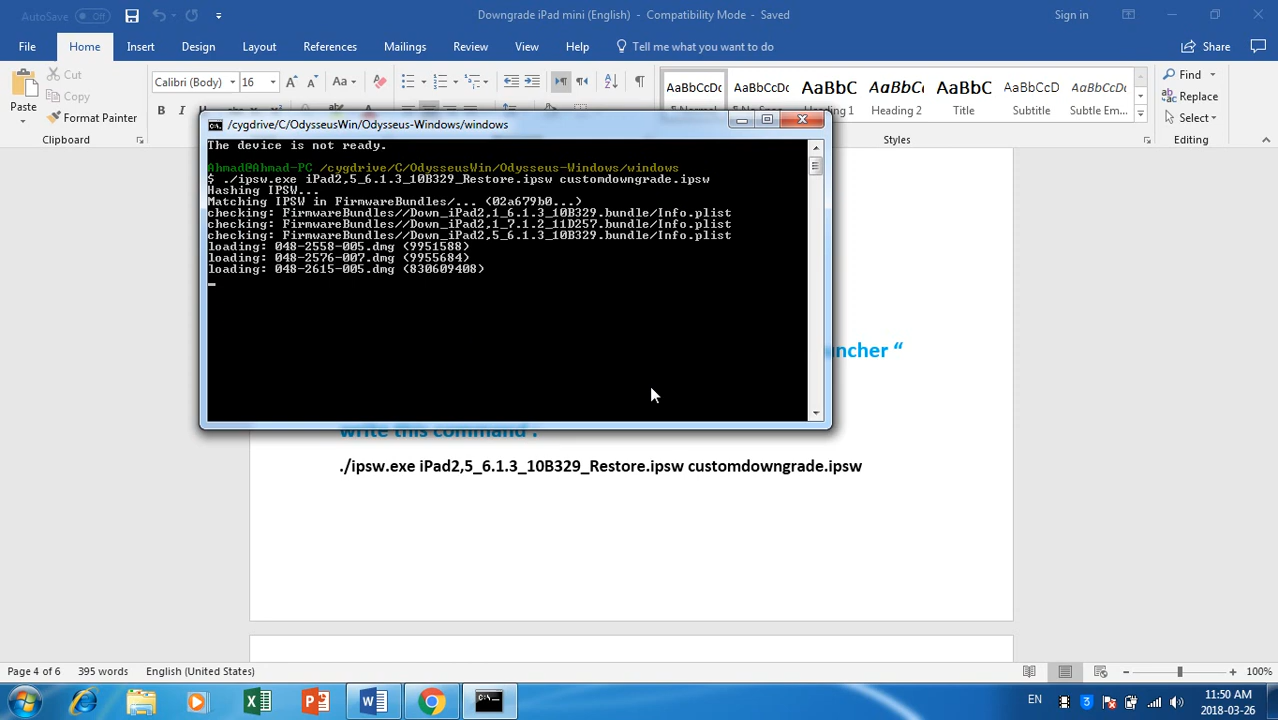 AutoSave Off
Downgrade iPad mini (English) - Compatibility Mode - Saved
Sign in
File Home Insert Design Layout References Mailings Review View Help Tell me what you want to do Share
Paste
Cut
Copy
Format Painter
Clipboard
Calibri (Body) 16
Aa
AaBbCcDc AaBbCcDc AaBbC AaBbCc AaBbC AaBbCcD AaBbCcDc
Heading 2 Title Subtitle Subtle Em...
Styles
Find
Replace
Select
Editing
/cygdrive/C/OdysseusWin/Odysseus-Windows/windows
The device is not ready.
Ahmad@Ahmad-PC /cygdrive/C/OdysseusWin/Odysseus-Windows/windows
$ ./ipsw.exe iPad2,5_6.1.3_10B329_Restore.ipsw customdowngrade.ipsw
Hashing IPSW...
Matching IPSW in FirmwareBundles/... (02a679b0...)
checking: FirmwareBundles//Down_iPad2,1_6.1.3_10B329.bundle/Info.plist
checking: FirmwareBundles//Down_iPad2,1_7.1.2_11D257.bundle/Info.plist
checking: FirmwareBundles//Down_iPad2,5_6.1.3_10B329.bundle/Info.plist
loading: 048-2558-005.dmg (9951588)
loading: 048-2576-007.dmg (9955684)
loading: 048-2615-005.dmg (830609408)
ncher “
write this command :
./ipsw.exe iPad2,5_6.1.3_10B329_Restore.ipsw customdowngrade.ipsw
Page 4 of 6 395 words English (United States)
100%
EN
11:50 AM
2018-03-26